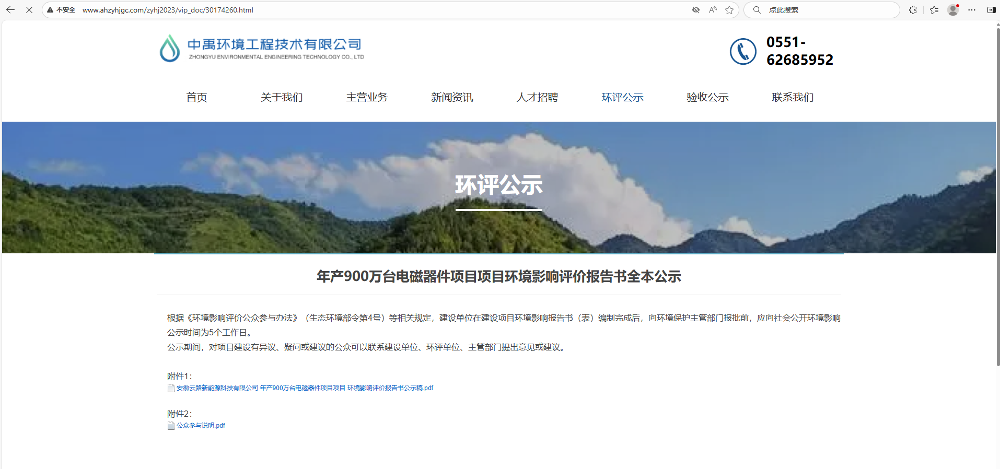 不安全 www.ahzyhjgc.com/zyhj2023/vip_doc/30174260.html
点此搜索
中禹环境工程技术有限公司
ZHONGYU ENVIRONMENTAL ENGINEERING TECHNOLOGY CO., LTD
0551-
62685952
首页 关于我们 主营业务 新闻资讯 人才招聘 环评公示 验收公示 联系我们
环评公示
年产900万台电磁器件项目项目环境影响评价报告书全本公示
根据《环境影响评价公众参与办法》（生态环境部令第4号）等相关规定，建设单位在建设项目环境影响报告书（表）编制完成后，向环境保护主管部门报批前，应向社会公开环境影响
公示时间为5个工作日。
公示期间，对项目建设有异议、疑问或建议的公众可以联系建设单位、环评单位、主管部门提出意见或建议。
附件1：
安徽云路新能源科技有限公司 年产900万台电磁器件项目项目 环境影响评价报告书公示稿.pdf
附件2：
公众参与说明.pdf